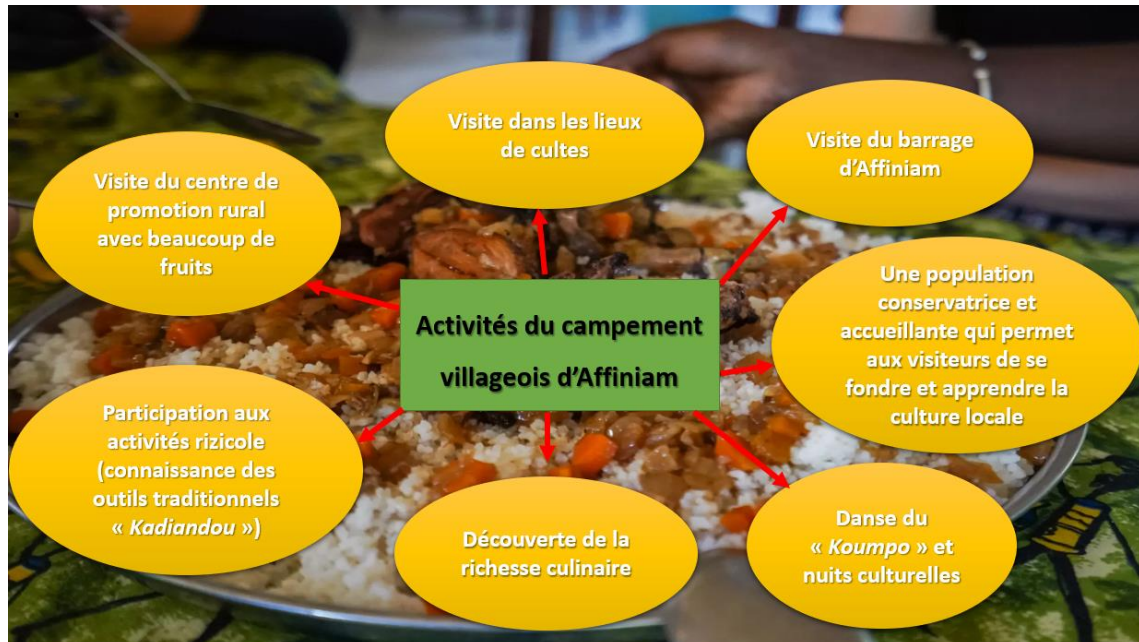 Visite dans les lieux
de cultes
Visite du barrage
d’Affiniam
Visite du centre de
promotion rural
avec beaucoup de
fruits
Une population
conservatrice et
accueillante qui permet
aux visiteurs de se
fondre et apprendre la
culture locale
Activités du campement
villageois d’Affiniam
Participation aux
activités rizicole
(connaissance des
outils traditionnels
« Kadiandou »)
Découverte de la
richesse culinaire
Danse du
« Koumpo » et
nuits culturelles